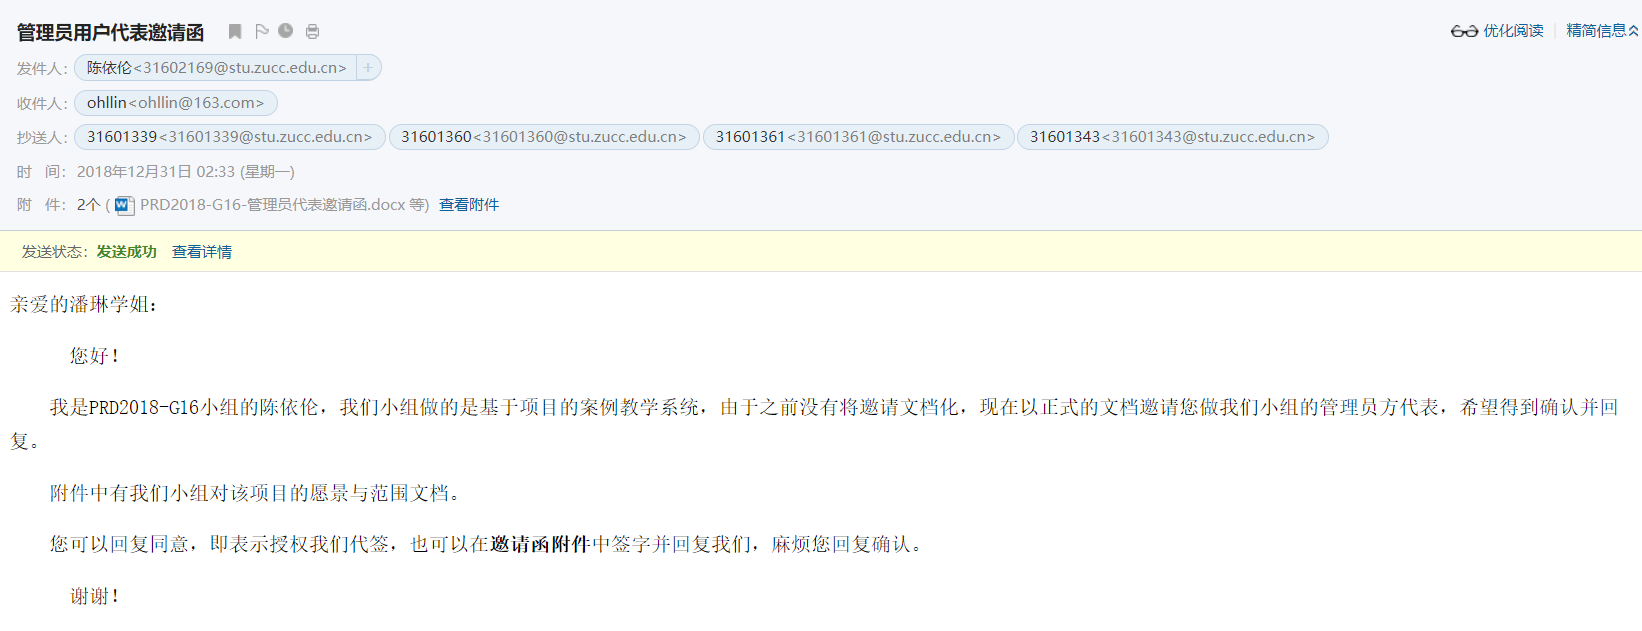 管理员用户代表邀请函
优化阅读 | 精简信息
发件人：陈依伦<31602169@stu.zucc.edu.cn> +
收件人：ohllin<ohllin@163.com>
抄送人：31601339<31601339@stu.zucc.edu.cn> 31601360<31601360@stu.zucc.edu.cn> 31601361<31601361@stu.zucc.edu.cn> 31601343<31601343@stu.zucc.edu.cn>
时 间：2018年12月31日 02:33 (星期一)
附 件：2个 ( PRD2018-G16-管理员代表邀请函.docx 等) 查看附件
发送状态：发送成功 查看详情
亲爱的潘琳学姐：
您好！
我是PRD2018-G16小组的陈依伦，我们小组做的是基于项目的案例教学系统，由于之前没有将邀请文档化，现在以正式的文档邀请您做我们小组的管理员方代表，希望得到确认并回
复。
附件中有我们小组对该项目的愿景与范围文档。
您可以回复同意，即表示授权我们代签，也可以在邀请函附件中签字并回复我们，麻烦您回复确认。
谢谢！